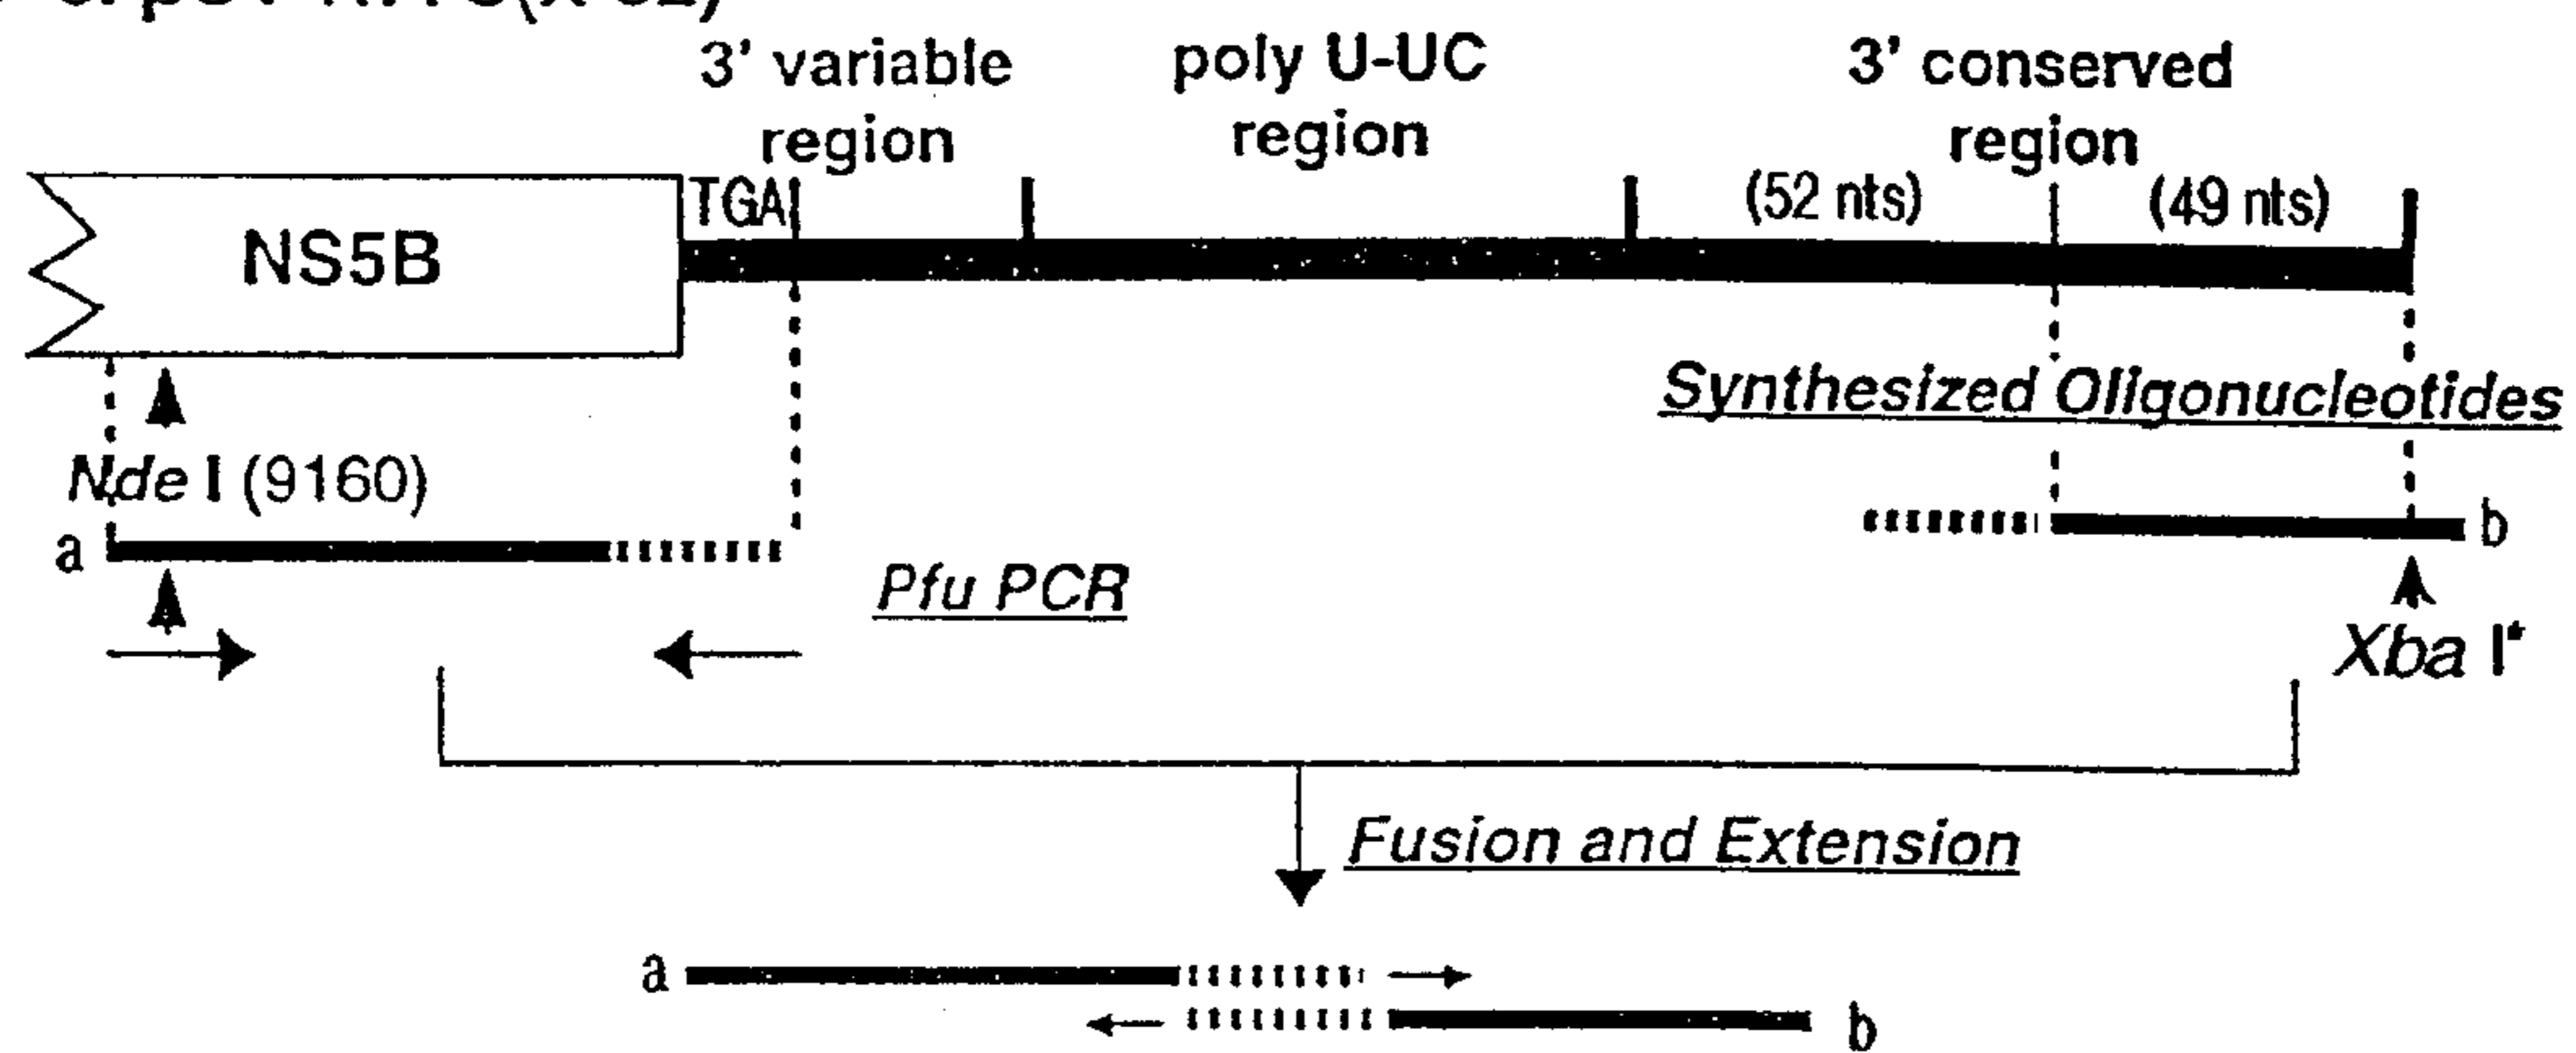 3' variable
region
poly U-UC
region
3' conserved
region
TGA
(52 nts)
(49 nts)
NS5B
Synthesized Oligonucleotides
Nde I (9160)
a
b
Pfu PCR
Xba I*
Fusion and Extension
a
b